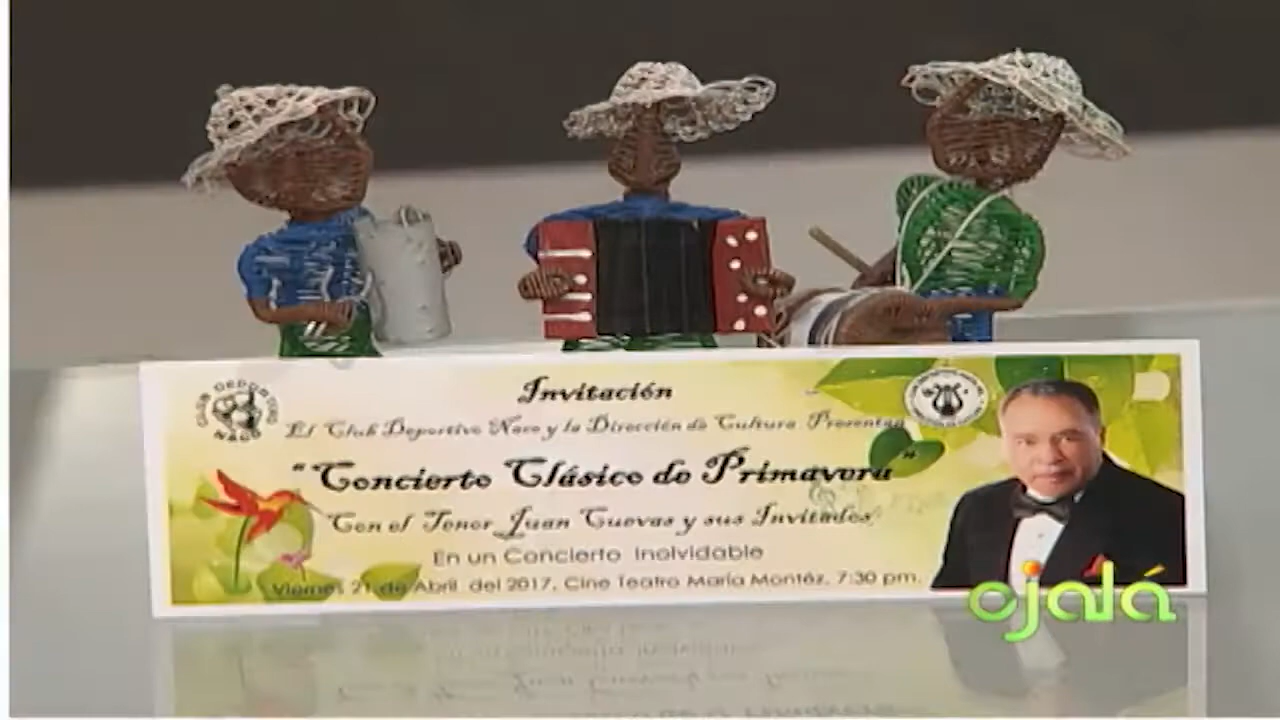 Invitación
El Club Deportivo Naco y la Dirección de Cultura Presentan
"Concierto Clásico de Primavera"
Con el Tenor Juan Cuevas y sus Invitados
En un Concierto Inolvidable
Viernes 21 de Abril del 2017, Cine Teatro María Montéz, 7:30 pm.
NACO
ojalá